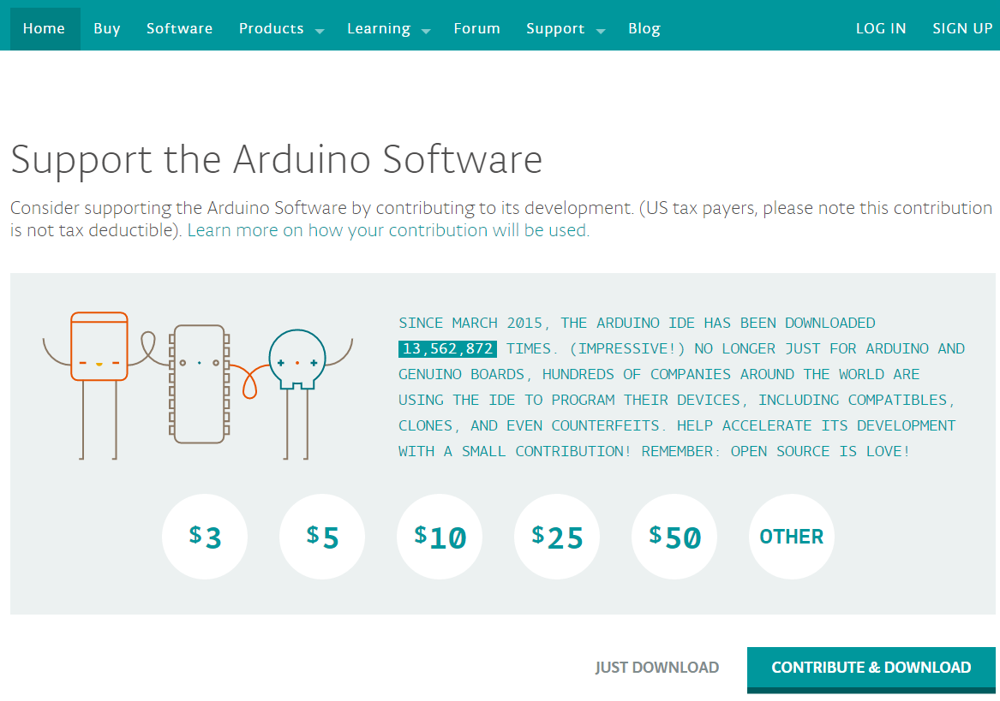 Home Buy Software Products Learning Forum Support Blog LOG IN SIGN UP
Support the Arduino Software
Consider supporting the Arduino Software by contributing to its development. (US tax payers, please note this contribution
is not tax deductible). Learn more on how your contribution will be used.
SINCE MARCH 2015, THE ARDUINO IDE HAS BEEN DOWNLOADED
13,562,872 TIMES. (IMPRESSIVE!) NO LONGER JUST FOR ARDUINO AND
GENUINO BOARDS, HUNDREDS OF COMPANIES AROUND THE WORLD ARE
USING THE IDE TO PROGRAM THEIR DEVICES, INCLUDING COMPATIBLES,
CLONES, AND EVEN COUNTERFEITS. HELP ACCELERATE ITS DEVELOPMENT
WITH A SMALL CONTRIBUTION! REMEMBER: OPEN SOURCE IS LOVE!
$3 $5 $10 $25 $50 OTHER
JUST DOWNLOAD CONTRIBUTE & DOWNLOAD